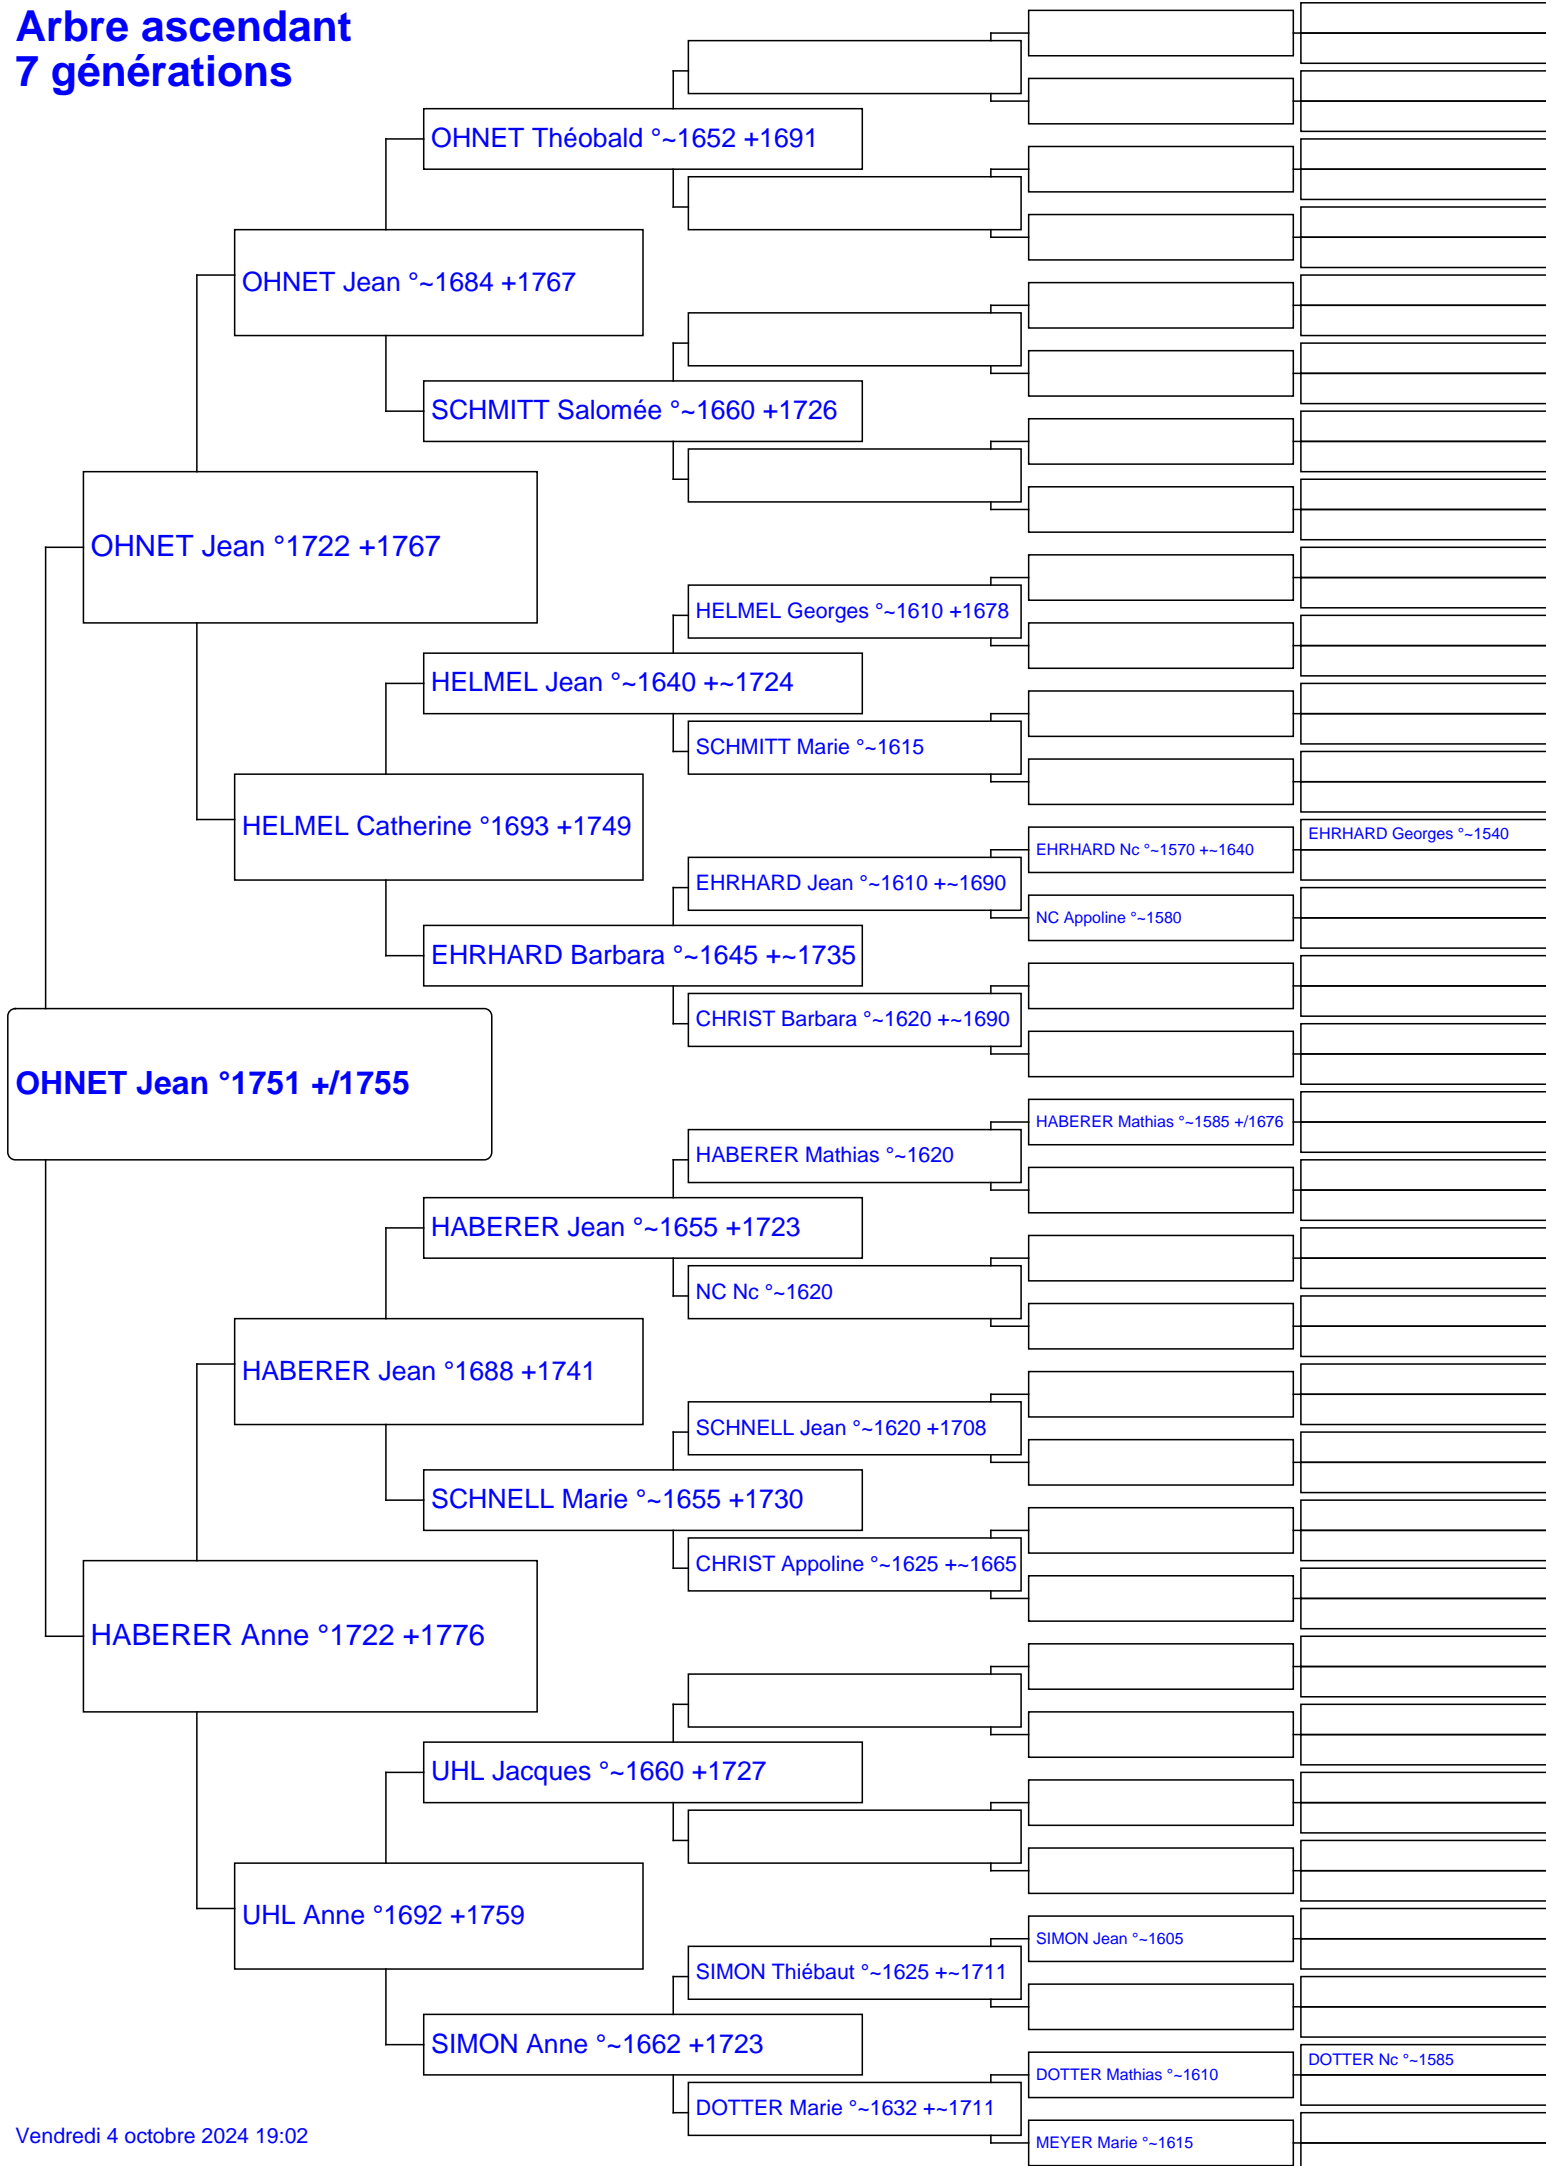 Arbre ascendant
7 générations
OHNET Théobald °~1652 +1691
OHNET Jean °~1684 +1767
SCHMITT Salomée °~1660 +1726
OHNET Jean °1722 +1767
HELMEL Georges °~1610 +1678
HELMEL Jean °~1640 +~1724
SCHMITT Marie °~1615
HELMEL Catherine °1693 +1749
EHRHARD Georges °~1540
EHRHARD Nc °~1570 +~1640
EHRHARD Jean °~1610 +~1690
NC Appoline °~1580
EHRHARD Barbara °~1645 +~1735
CHRIST Barbara °~1620 +~1690
OHNET Jean °1751 +/1755
HABERER Mathias °~1585 +/1676
HABERER Mathias °~1620
HABERER Jean °~1655 +1723
NC Nc °~1620
HABERER Jean °1688 +1741
SCHNELL Jean °~1620 +1708
SCHNELL Marie °~1655 +1730
CHRIST Appoline °~1625 +~1665
HABERER Anne °1722 +1776
UHL Jacques °~1660 +1727
UHL Anne °1692 +1759
SIMON Jean °~1605
SIMON Thiébaut °~1625 +~1711
SIMON Anne °~1662 +1723
DOTTER Nc °~1585
DOTTER Mathias °~1610
DOTTER Marie °~1632 +~1711
MEYER Marie °~1615
Vendredi 4 octobre 2024 19:02